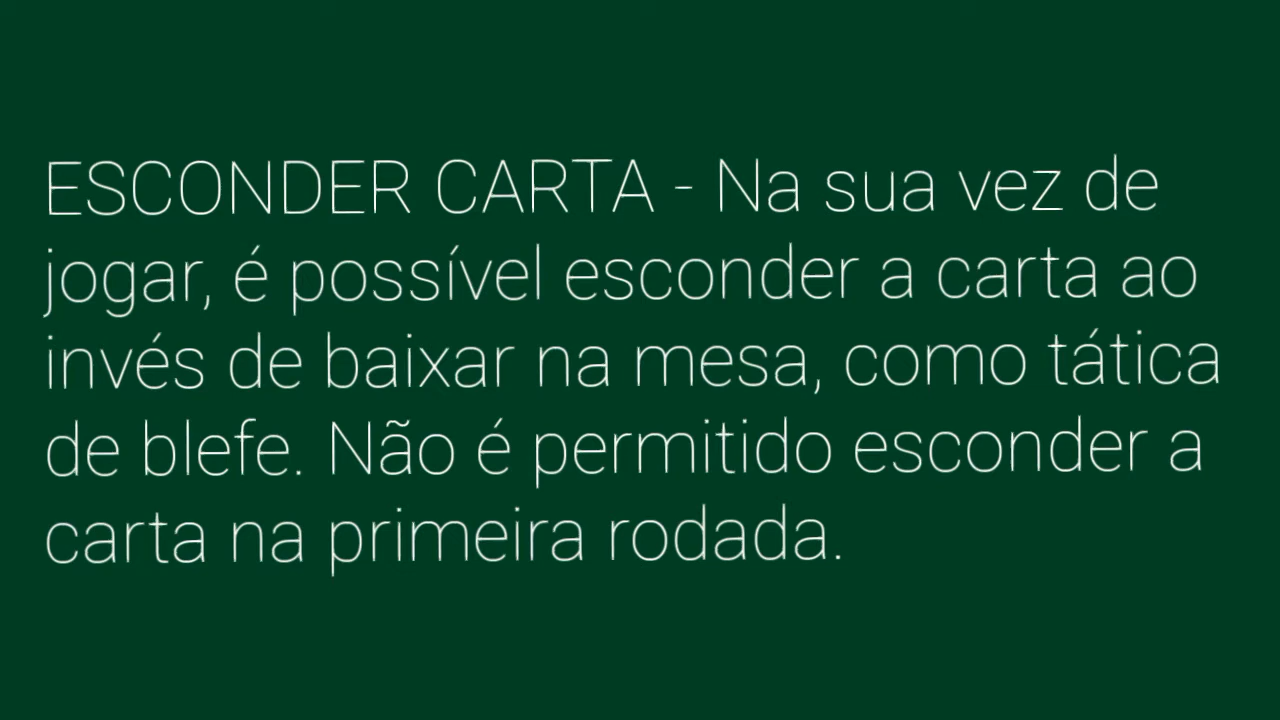 ESCONDER CARTA - Na sua vez de
jogar, é possível esconder a carta ao
invés de baixar na mesa, como tática
de blefe. Não é permitido esconder a
carta na primeira rodada.